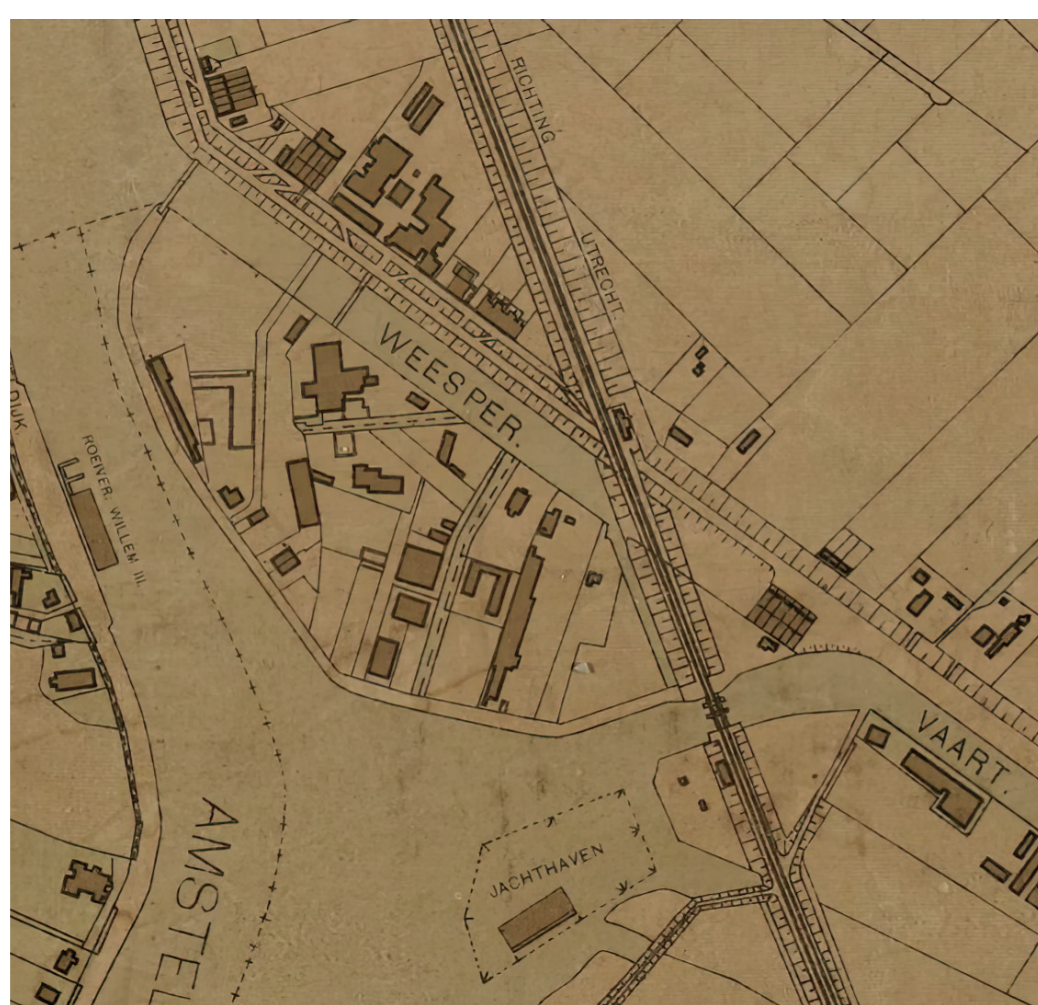 RICHTING
UTRECHT.
WEESPER.
DIJK.
ROEIVER. WILLEM III.
VAART.
AMSTEL
JACHTHAVEN